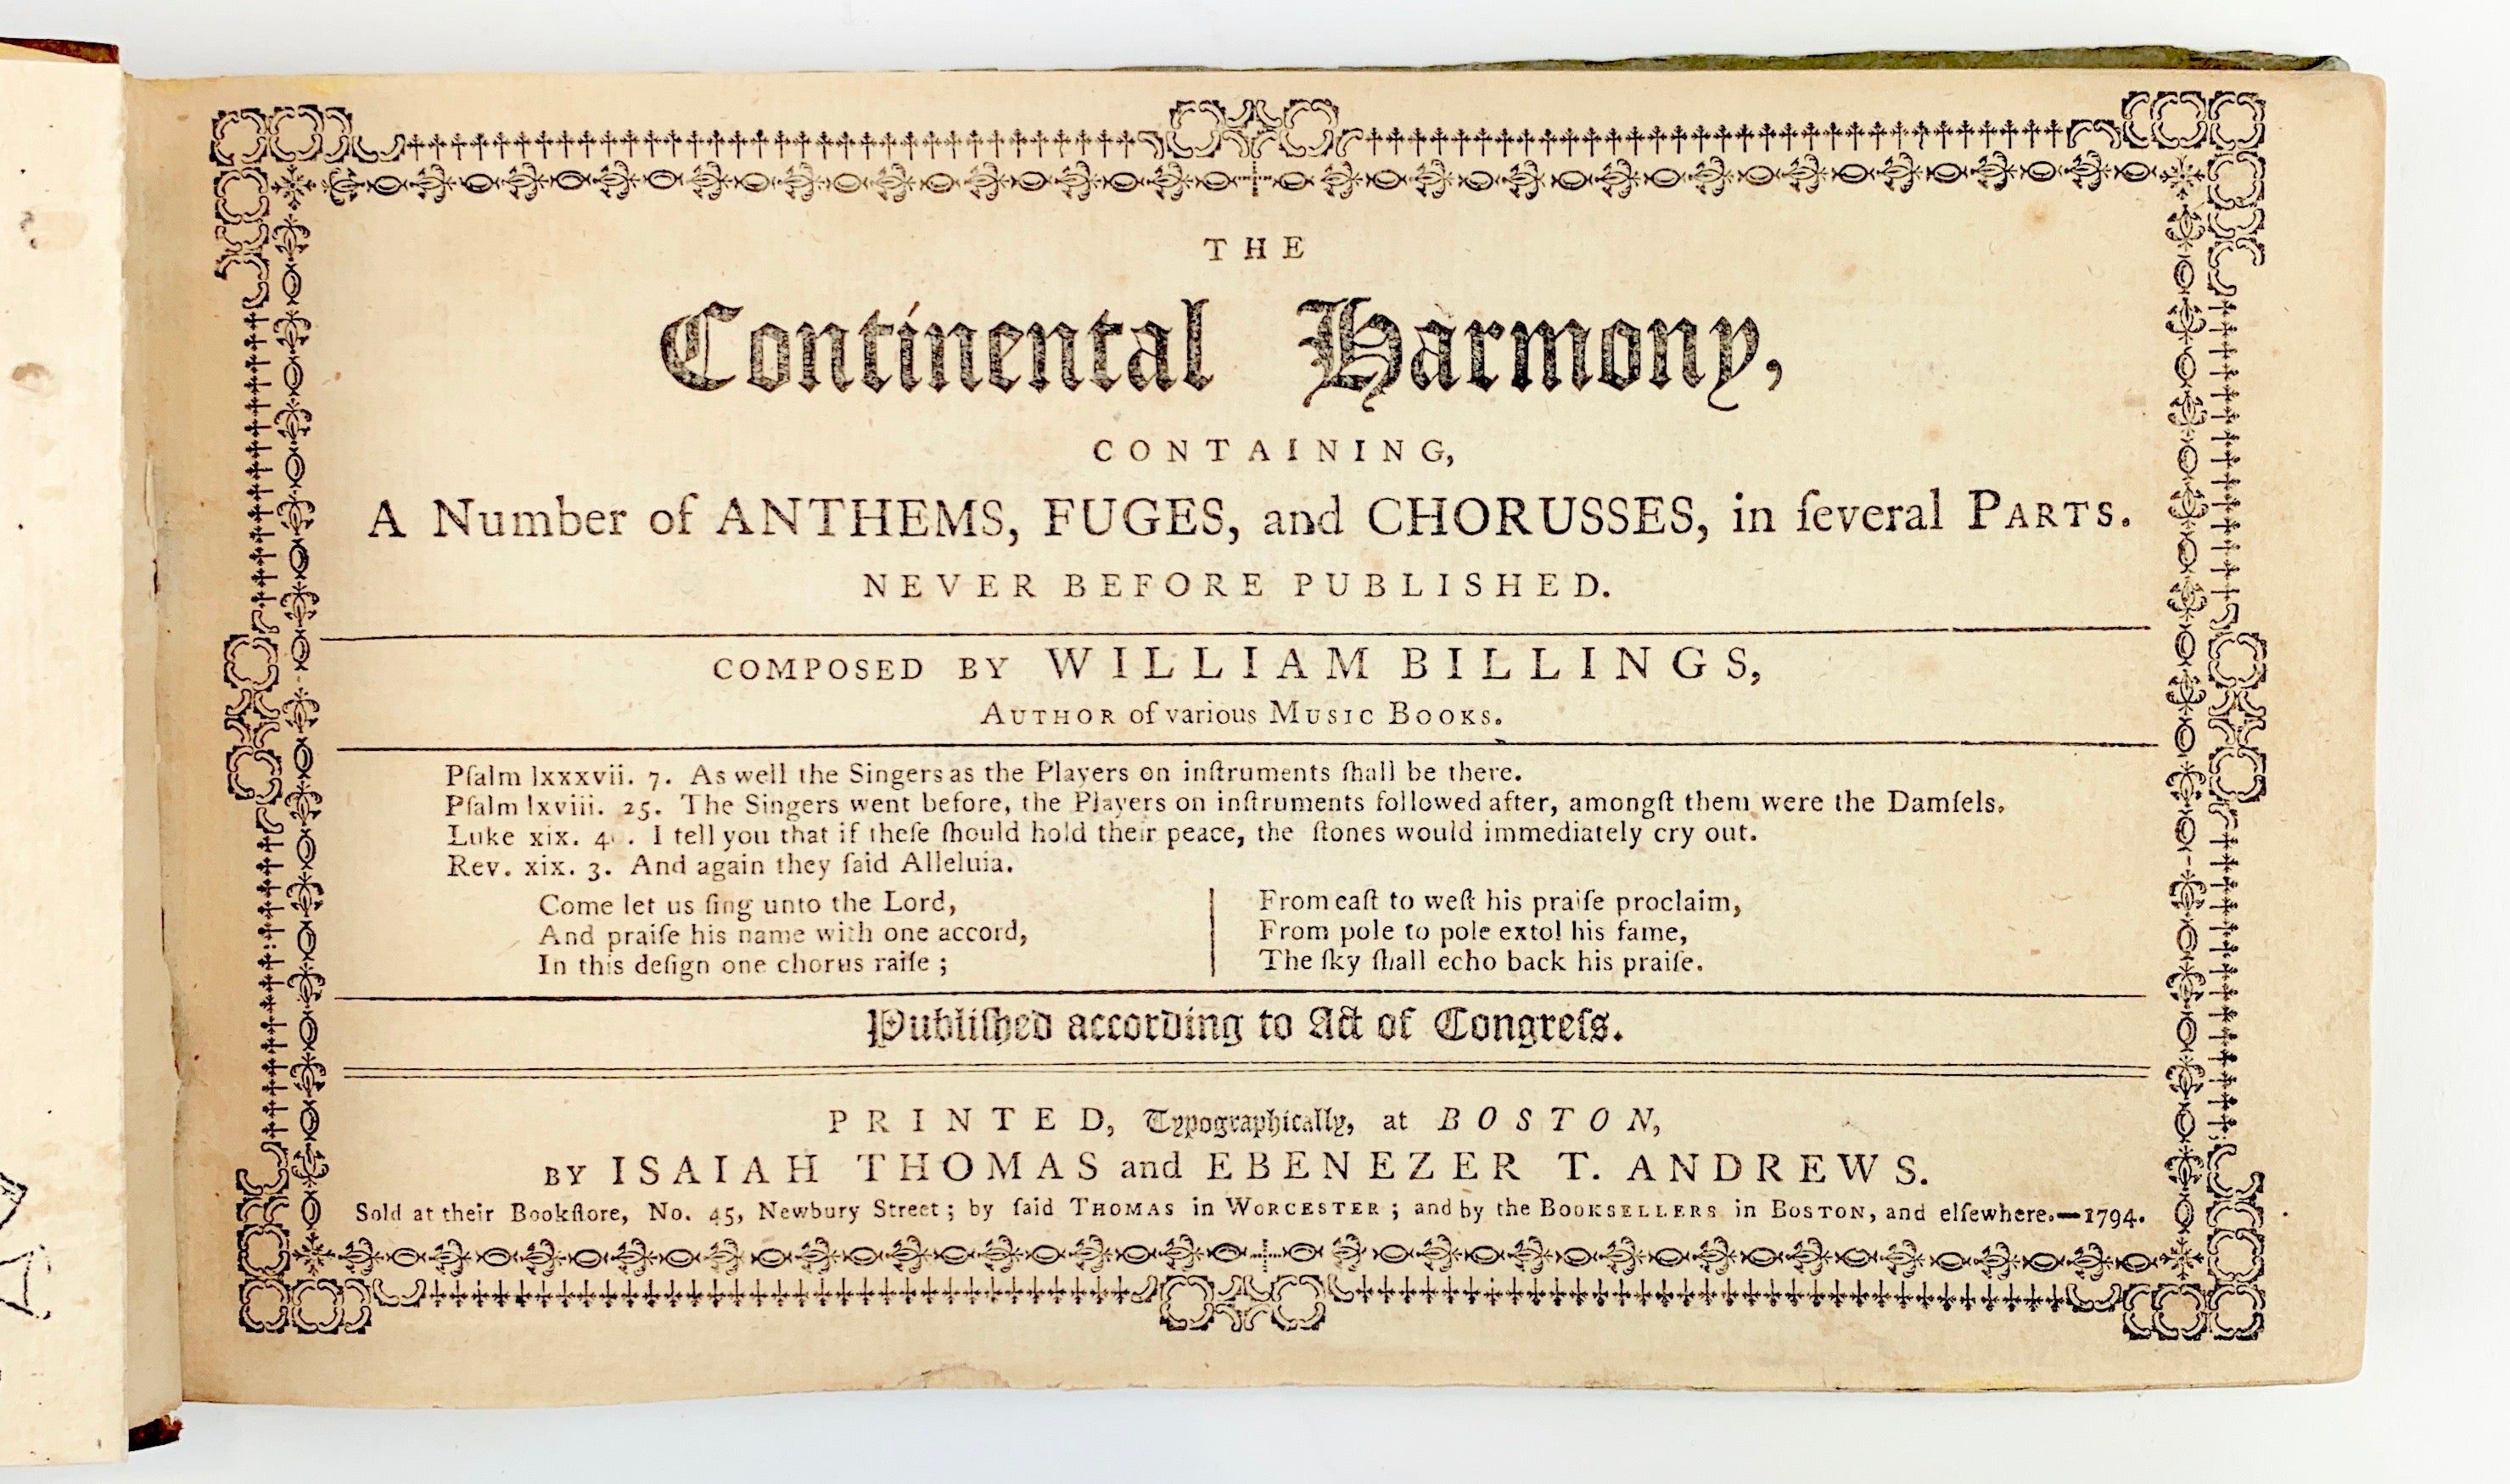 THE
Continental Harmony,
CONTAINING,
A Number of ANTHEMS, FUGES, and CHORUSSES, in ſeveral PARTS.
NEVER BEFORE PUBLISHED.
COMPOSED BY WILLIAM BILLINGS,
AUTHOR of various MUSIC BOOKS.
Pſalm lxxxvii. 7. As well the Singers as the Players on inſtruments ſhall be there.
Pſalm lxviii. 25. The Singers went before, the Players on inſtruments followed after, amongſt them were the Damſels.
Luke xix. I tell you that if theſe ſhould hold their peace, the ſtones would immediately cry out.
Rev. xix. 3. And again they ſaid Alleluia.
Come let us ſing unto the Lord,
And praiſe his name with one accord,
In this deſign one chorus raiſe ;
From eaſt to weſt his praiſe proclaim,
From pole to pole extol his fame,
The ſky ſhall echo back his praiſe.
Publiſhed according to Act of Congreſs.
PRINTED, Typographically, at BOSTON,
BY ISAIAH THOMAS and EBENEZER T. ANDREWS.
Sold at their Bookſtore, No. 45, Newbury Street ; by ſaid THOMAS in WORCESTER ; and by the BOOKSELLERS in BOSTON, and elſewhere.—1794.